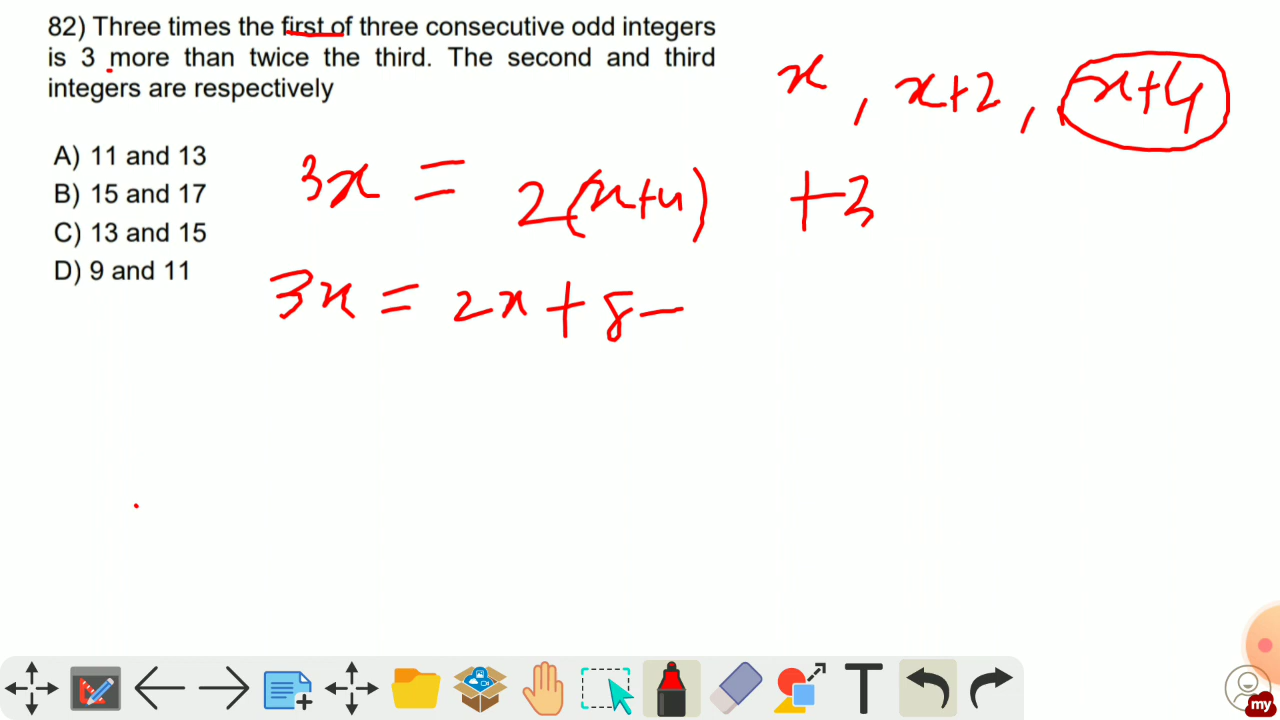 82) Three times the first of three consecutive odd integers
is 3 more than twice the third. The second and third
integers are respectively
x , x+2 , x+4
A) 11 and 13
B) 15 and 17
C) 13 and 15
D) 9 and 11
3x = 2(x+4) +3
3x = 2x + 8 –
T
my